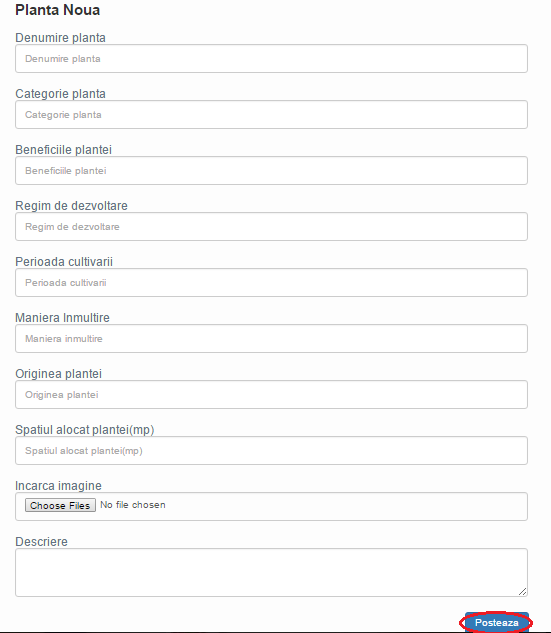 Planta Noua
Denumire planta
Denumire planta
Categorie planta
Categorie planta
Beneficiile plantei
Beneficiile plantei
Regim de dezvoltare
Regim de dezvoltare
Perioada cultivarii
Perioada cultivarii
Maniera Inmultire
Maniera inmultire
Originea plantei
Originea plantei
Spatiul alocat plantei(mp)
Spatiul alocat plantei(mp)
Incarca imagine
Choose Files No file chosen
Descriere
Posteaza